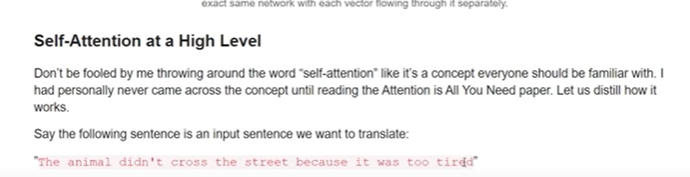 exact same network with each vector flowing through it separately.
Self-Attention at a High Level
Don't be fooled by me throwing around the word "self-attention" like it's a concept everyone should be familiar with. I
had personally never came across the concept until reading the Attention is All You Need paper. Let us distill how it
works.
Say the following sentence is an input sentence we want to translate:
"The animal didn't cross the street because it was too tired"